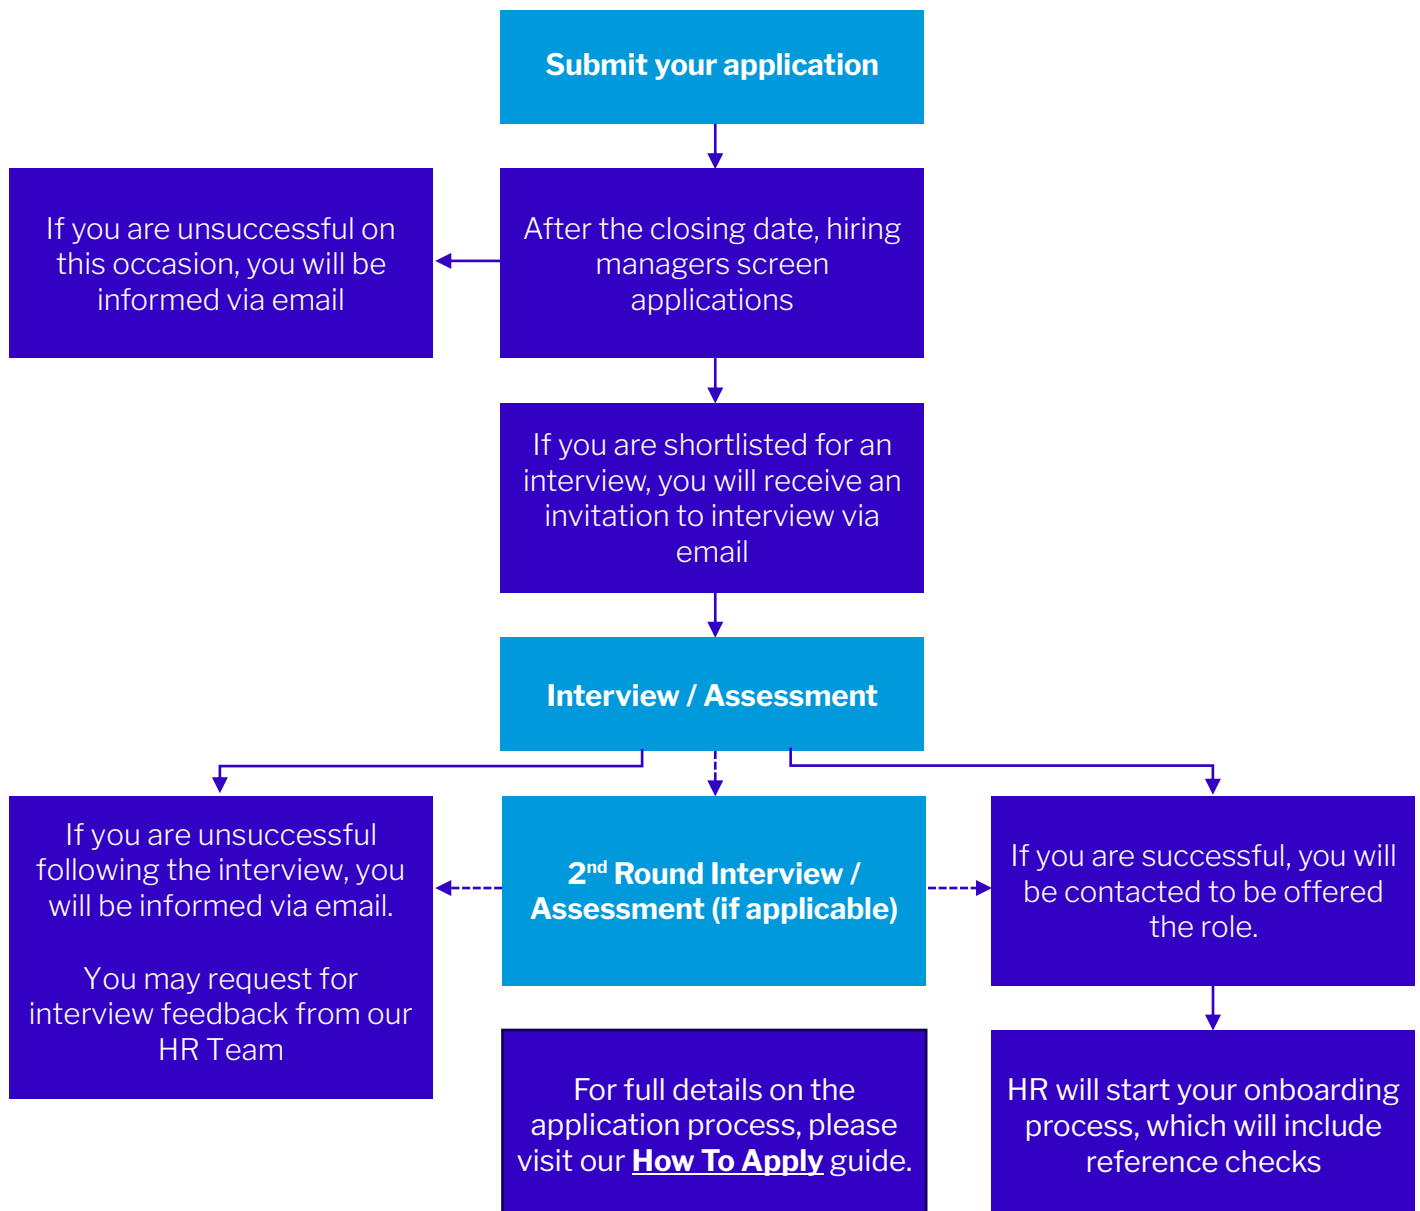 Submit your application
If you are unsuccessful on
this occasion, you will be
informed via email
After the closing date, hiring
managers screen
applications
If you are shortlisted for an
interview, you will receive an
invitation to interview via
email
Interview / Assessment
If you are unsuccessful
following the interview, you
will be informed via email.
You may request for
interview feedback from our
HR Team
2nd Round Interview /
Assessment (if applicable)
If you are successful, you will
be contacted to be offered
the role.
For full details on the
application process, please
visit our How To Apply guide.
HR will start your onboarding
process, which will include
reference checks